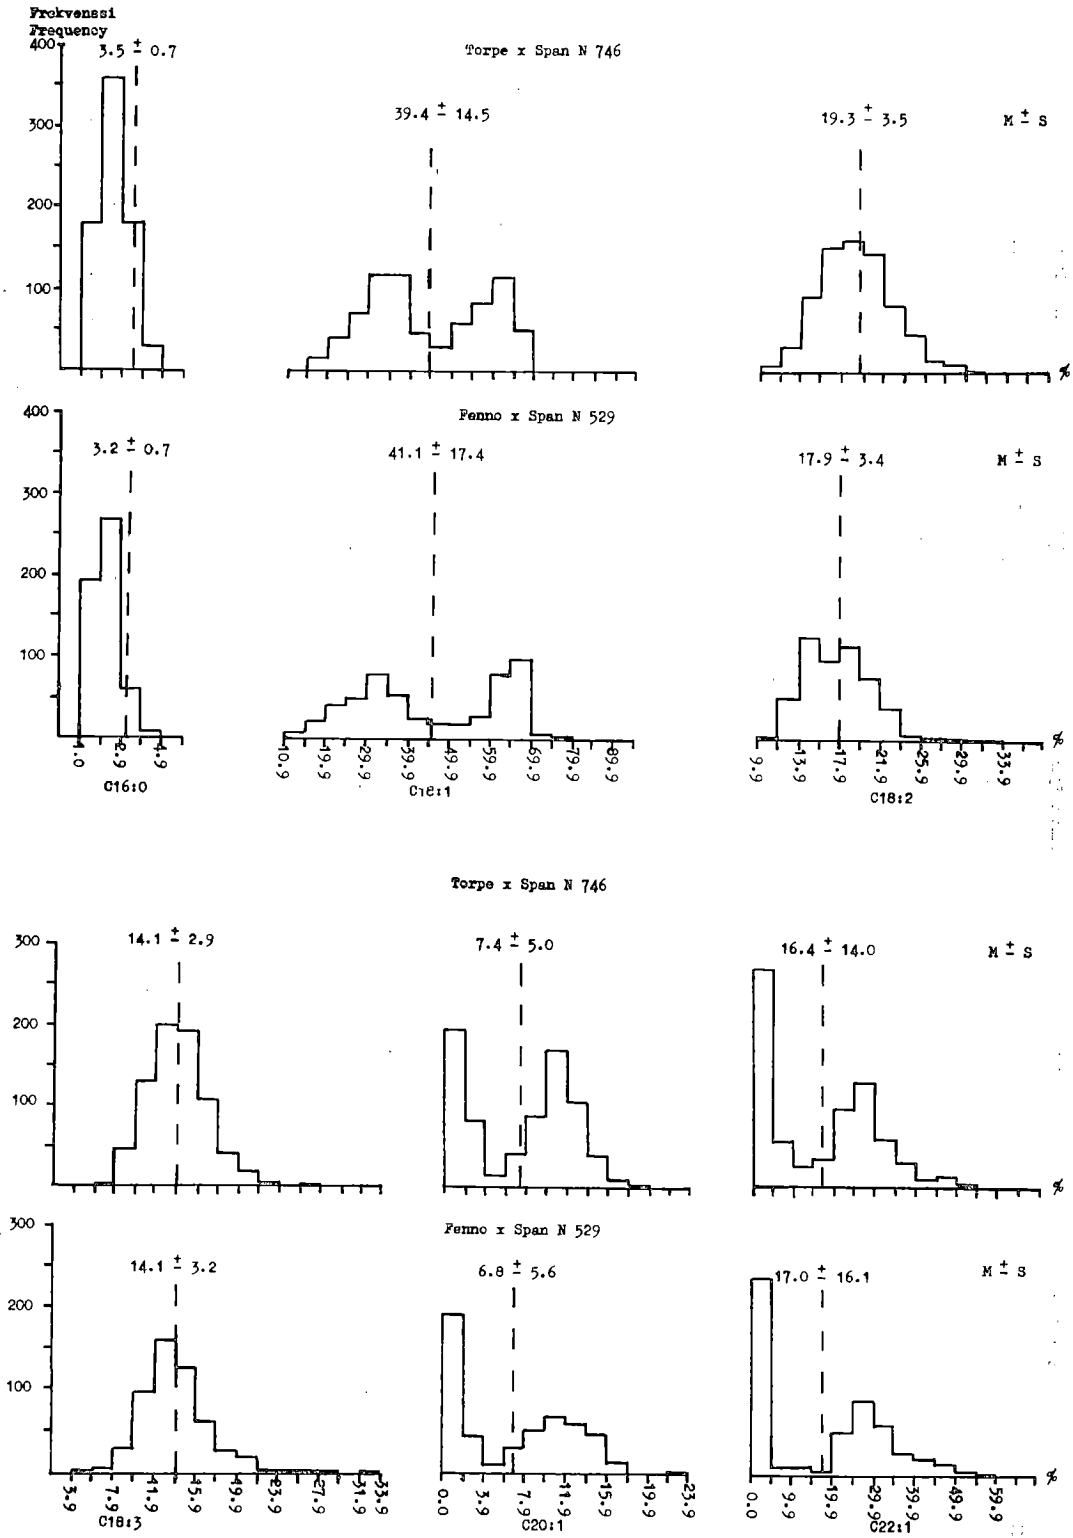 Frekvenssi
Frequency
3.5 ± 0.7
Torpe x Span N 746
39.4 ± 14.5
19.3 ± 3.5
M ± S
400
300
200
100
%
Fenno x Span N 529
3.2 ± 0.7
41.1 ± 17.4
17.9 ± 3.4
M ± S
400
300
200
100
%
1.0 2.9 4.9
10.9 19.9 29.9 39.9 49.9 59.9 69.9 79.9 89.9
9.9 13.9 17.9 21.9 25.9 29.9 33.9
C16:0
C18:1
C18:2
Torpe x Span N 746
14.1 ± 2.9
7.4 ± 5.0
16.4 ± 14.0
M ± S
300
200
100
%
Fenno x Span N 529
14.1 ± 3.2
6.8 ± 5.6
17.0 ± 16.1
M ± S
300
200
100
%
3.9 7.9 11.9 15.9 19.9 23.9 27.9 31.9 33.9
0.0 3.9 7.9 11.9 15.9 19.9 23.9
0.0 9.9 19.9 29.9 39.9 49.9 59.9
C18:3
C20:1
C22:1